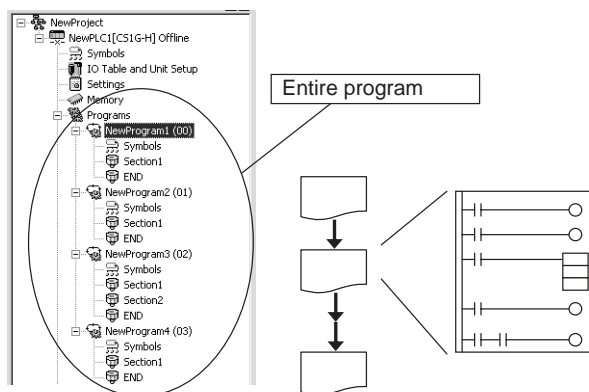 NewProject
NewPLC1[CS1G-H] Offline
Symbols
IO Table and Unit Setup
Settings
Memory
Programs
NewProgram1 (00)
Symbols
Section1
END
NewProgram2 (01)
Symbols
Section1
END
NewProgram3 (02)
Symbols
Section1
Section2
END
NewProgram4 (03)
Symbols
Section1
END
Entire program